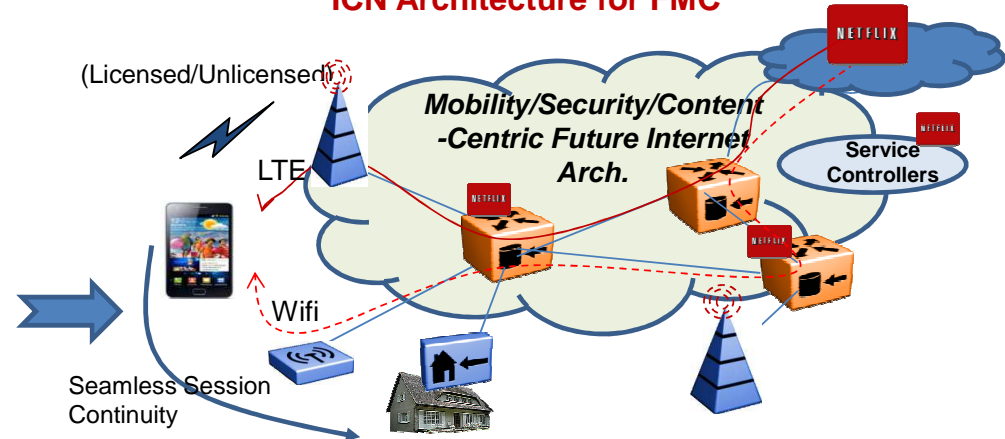 ICN Architecture for FMC
NETFLIX
(Licensed/Unlicensed)
Mobility/Security/Content
-Centric Future Internet
Arch.
NETFLIX
Service
Controllers
LTE
NETFLIX
NETFLIX
Wifi
Seamless Session
Continuity